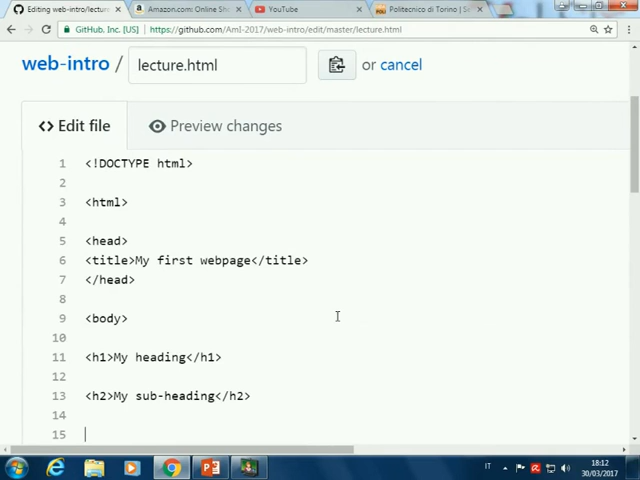 Editing web-intro/lecture
Amazon.com: Online Sho
YouTube
Politecnico di Torino | Se
GitHub, Inc. [US] | https://github.com/AmI-2017/web-intro/edit/master/lecture.html
web-intro / lecture.html or cancel
<> Edit file Preview changes
1 <!DOCTYPE html>
2
3 <html>
4
5 <head>
6 <title>My first webpage</title>
7 </head>
8
9 <body>
10
11 <h1>My heading</h1>
12
13 <h2>My sub-heading</h2>
14
15
IT 18:12
30/03/2017